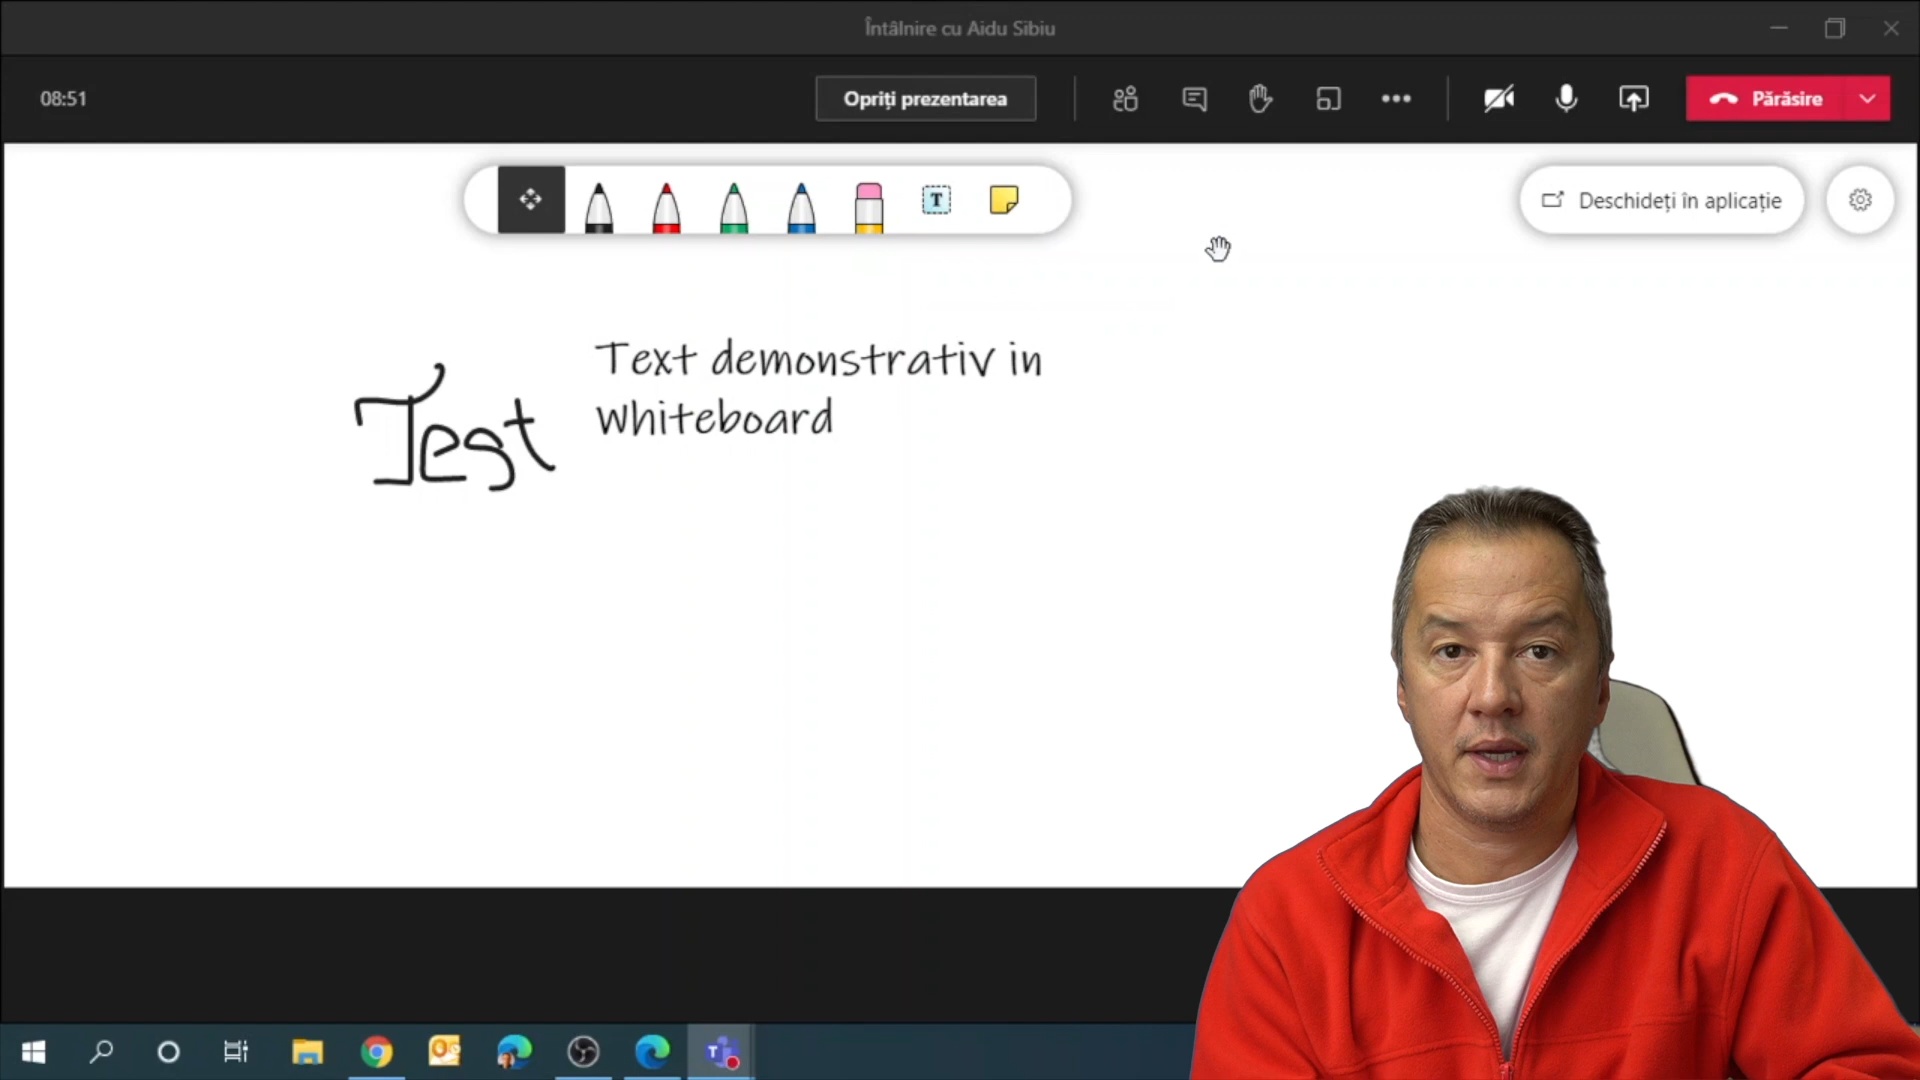 Întâlnire cu Aidu Sibiu
08:51
Opriți prezentarea
Părăsire
T
Deschideți în aplicație
Text demonstrativ in
Whiteboard
Test